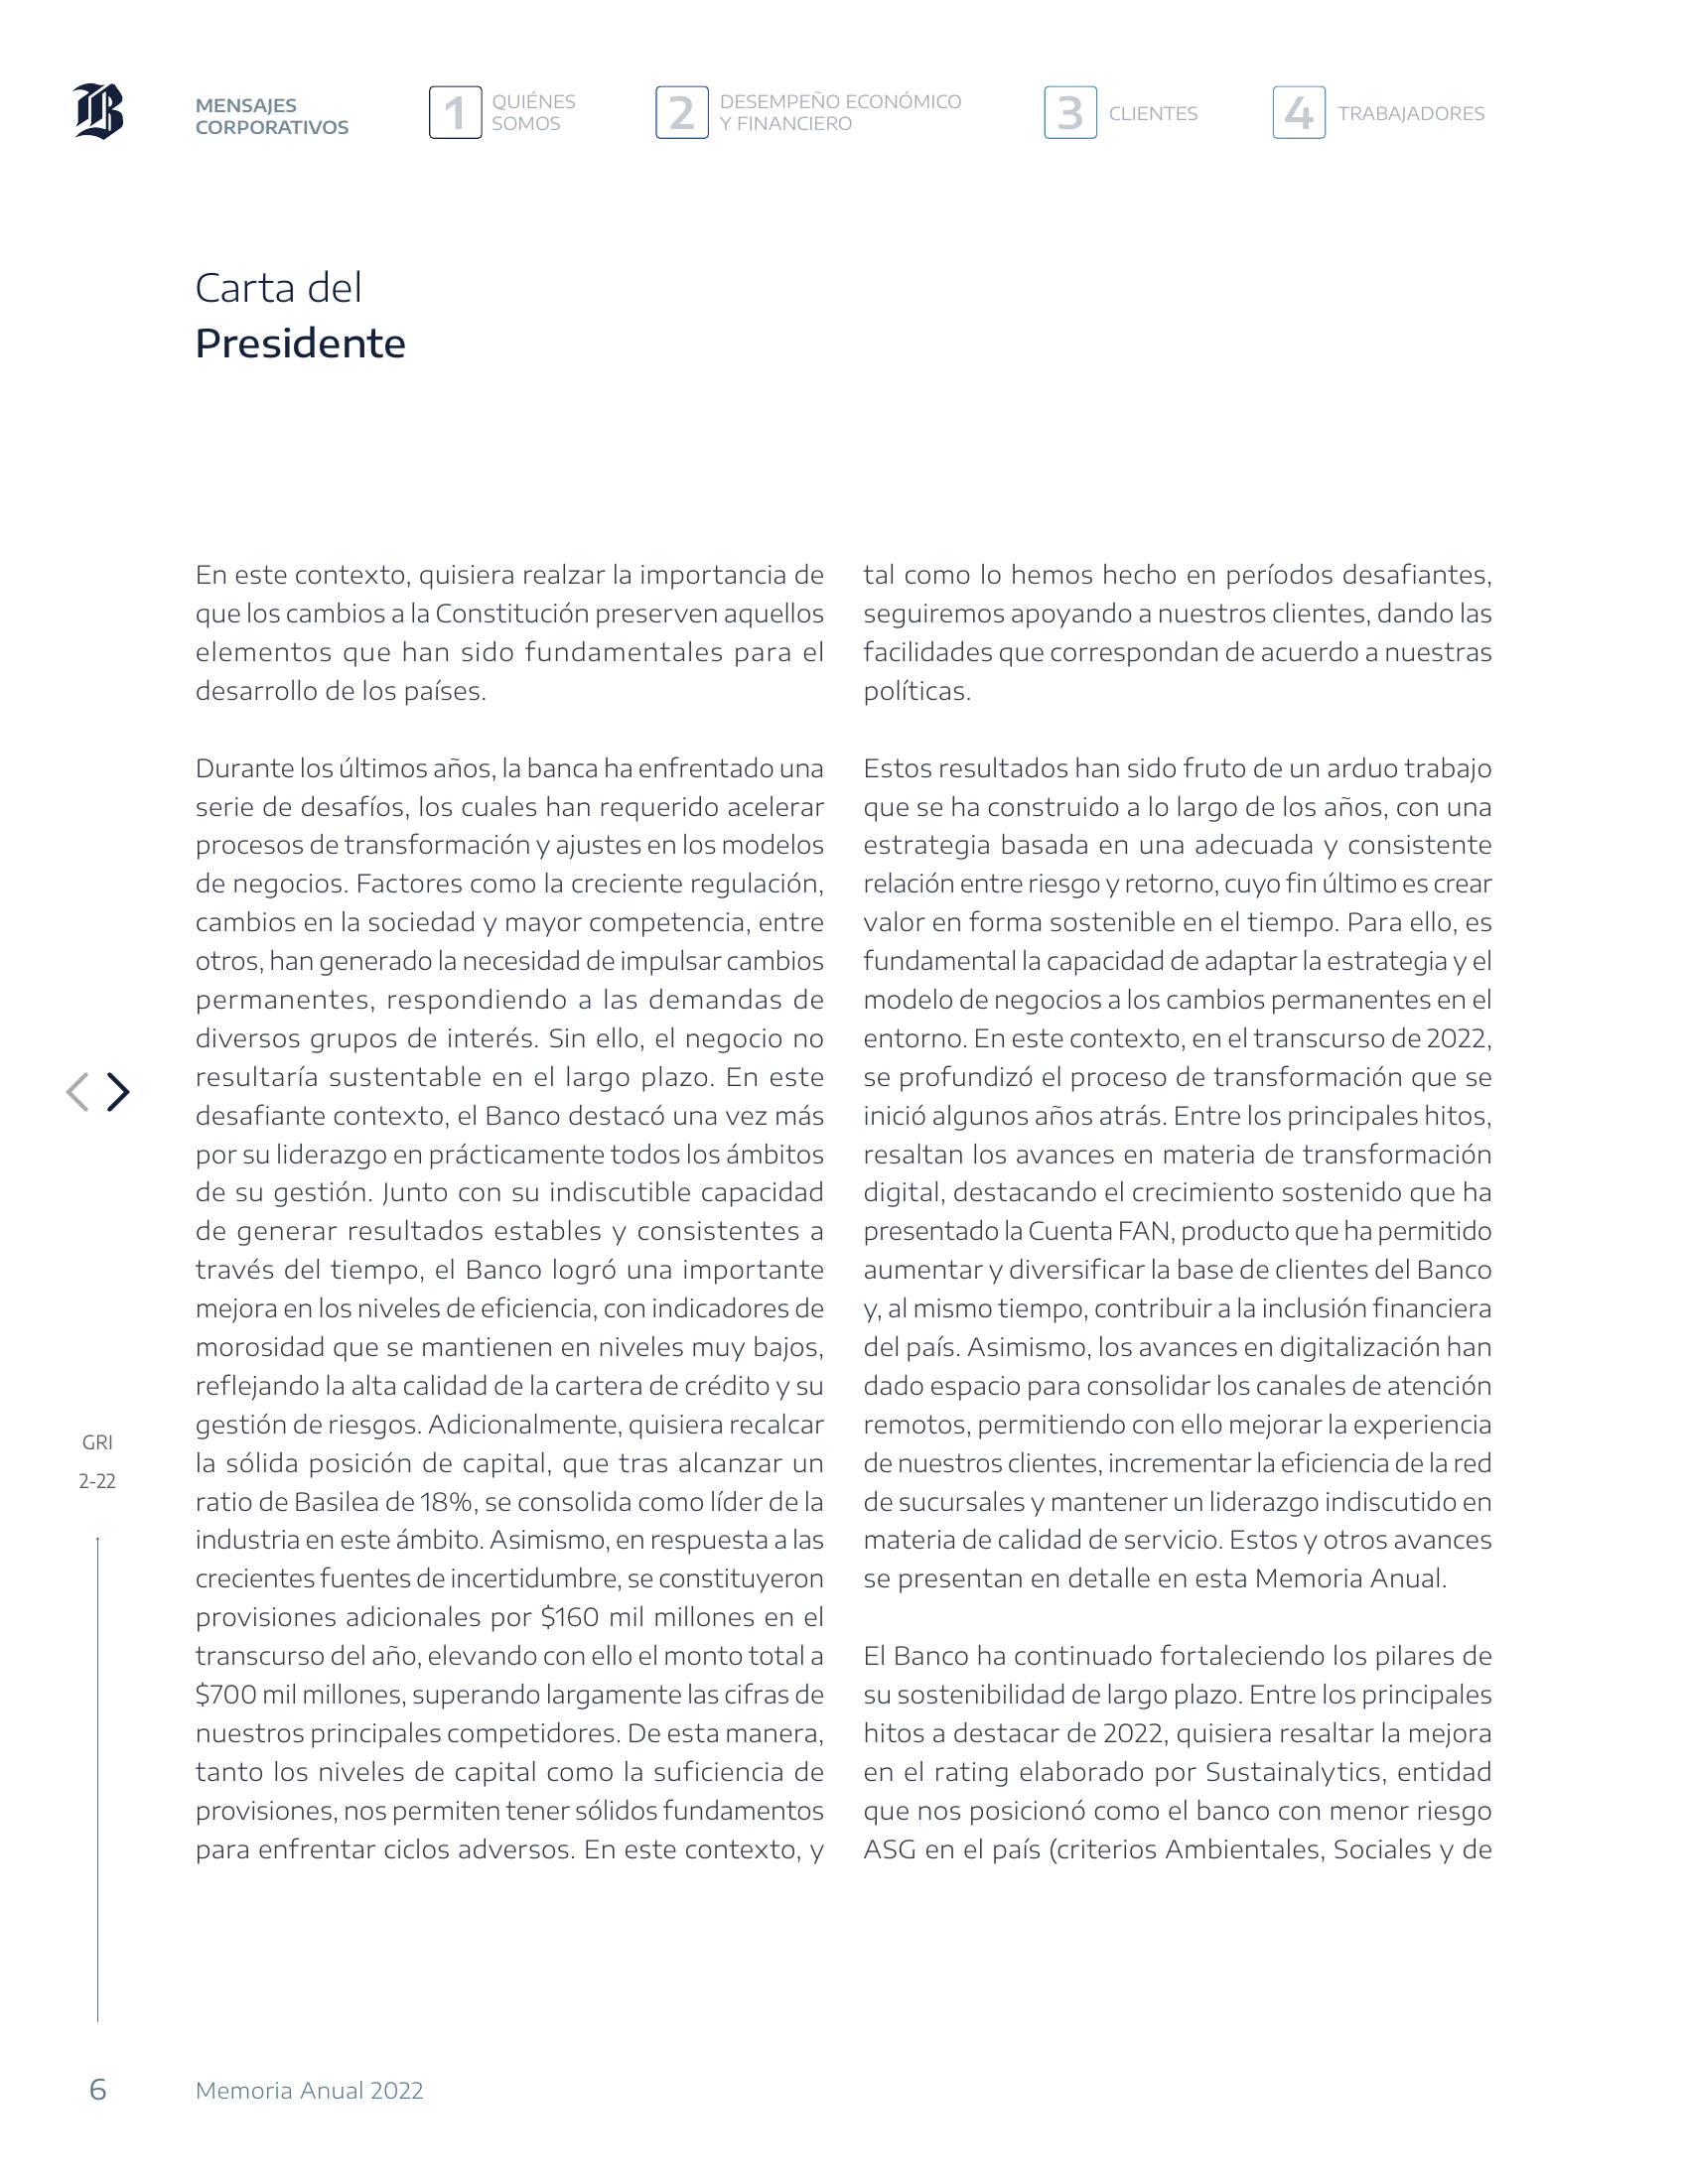 MENSAJES
CORPORATIVOS
1 QUIÉNES
SOMOS
2 DESEMPEÑO ECONÓMICO
Y FINANCIERO
3 CLIENTES
4 TRABAJADORES
Carta del
Presidente
En este contexto, quisiera realzar la importancia de
que los cambios a la Constitución preserven aquellos
elementos que han sido fundamentales para el
desarrollo de los países.
Durante los últimos años, la banca ha enfrentado una
serie de desafíos, los cuales han requerido acelerar
procesos de transformación y ajustes en los modelos
de negocios. Factores como la creciente regulación,
cambios en la sociedad y mayor competencia, entre
otros, han generado la necesidad de impulsar cambios
permanentes, respondiendo a las demandas de
diversos grupos de interés. Sin ello, el negocio no
resultaría sustentable en el largo plazo. En este
desafiante contexto, el Banco destacó una vez más
por su liderazgo en prácticamente todos los ámbitos
de su gestión. Junto con su indiscutible capacidad
de generar resultados estables y consistentes a
través del tiempo, el Banco logró una importante
mejora en los niveles de eficiencia, con indicadores de
morosidad que se mantienen en niveles muy bajos,
reflejando la alta calidad de la cartera de crédito y su
gestión de riesgos. Adicionalmente, quisiera recalcar
la sólida posición de capital, que tras alcanzar un
ratio de Basilea de 18%, se consolida como líder de la
industria en este ámbito. Asimismo, en respuesta a las
crecientes fuentes de incertidumbre, se constituyeron
provisiones adicionales por $160 mil millones en el
transcurso del año, elevando con ello el monto total a
$700 mil millones, superando largamente las cifras de
nuestros principales competidores. De esta manera,
tanto los niveles de capital como la suficiencia de
provisiones, nos permiten tener sólidos fundamentos
para enfrentar ciclos adversos. En este contexto, y
tal como lo hemos hecho en períodos desafiantes,
seguiremos apoyando a nuestros clientes, dando las
facilidades que correspondan de acuerdo a nuestras
políticas.
Estos resultados han sido fruto de un arduo trabajo
que se ha construido a lo largo de los años, con una
estrategia basada en una adecuada y consistente
relación entre riesgo y retorno, cuyo fin último es crear
valor en forma sostenible en el tiempo. Para ello, es
fundamental la capacidad de adaptar la estrategia y el
modelo de negocios a los cambios permanentes en el
entorno. En este contexto, en el transcurso de 2022,
se profundizó el proceso de transformación que se
inició algunos años atrás. Entre los principales hitos,
resaltan los avances en materia de transformación
digital, destacando el crecimiento sostenido que ha
presentado la Cuenta FAN, producto que ha permitido
aumentar y diversificar la base de clientes del Banco
y, al mismo tiempo, contribuir a la inclusión financiera
del país. Asimismo, los avances en digitalización han
dado espacio para consolidar los canales de atención
remotos, permitiendo con ello mejorar la experiencia
de nuestros clientes, incrementar la eficiencia de la red
de sucursales y mantener un liderazgo indiscutido en
materia de calidad de servicio. Estos y otros avances
se presentan en detalle en esta Memoria Anual.
El Banco ha continuado fortaleciendo los pilares de
su sostenibilidad de largo plazo. Entre los principales
hitos a destacar de 2022, quisiera resaltar la mejora
en el rating elaborado por Sustainalytics, entidad
que nos posicionó como el banco con menor riesgo
ASG en el país (criterios Ambientales, Sociales y de
GRI
2-22
6
Memoria Anual 2022